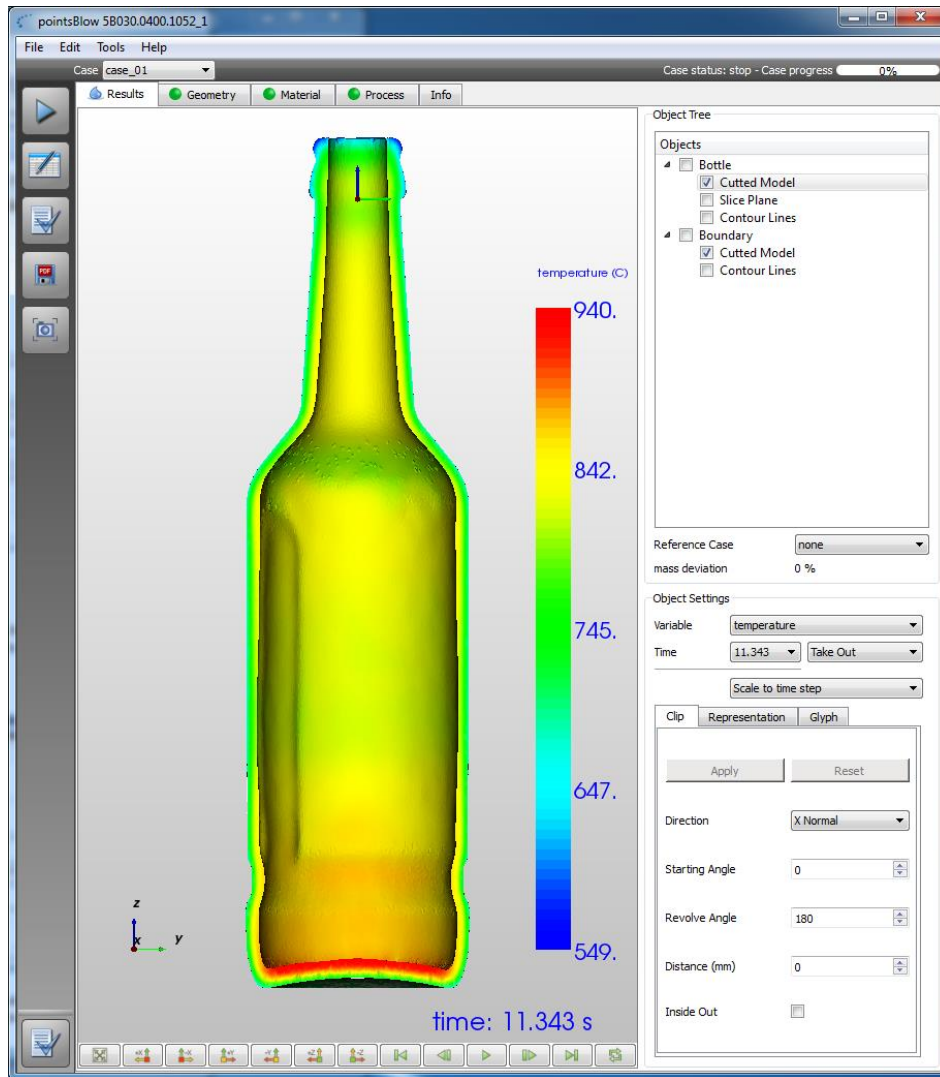 pointsBlow 5B030.0400.1052_1
File Edit Tools Help
Case case_01 Case status: stop - Case progress 0%
Results Geometry Material Process Info
Object Tree
Objects
Bottle
Cutted Model
Slice Plane
Contour Lines
Boundary
Cutted Model
Contour Lines
PDF
temperature (C)
940.
842.
745.
647.
549.
z
x y
time: 11.343 s
+X -X +Y -Y +Z -Z
Reference Case none
mass deviation 0 %
Object Settings
Variable temperature
Time 11.343 Take Out
Scale to time step
Clip Representation Glyph
Apply Reset
Direction X Normal
Starting Angle 0
Revolve Angle 180
Distance (mm) 0
Inside Out